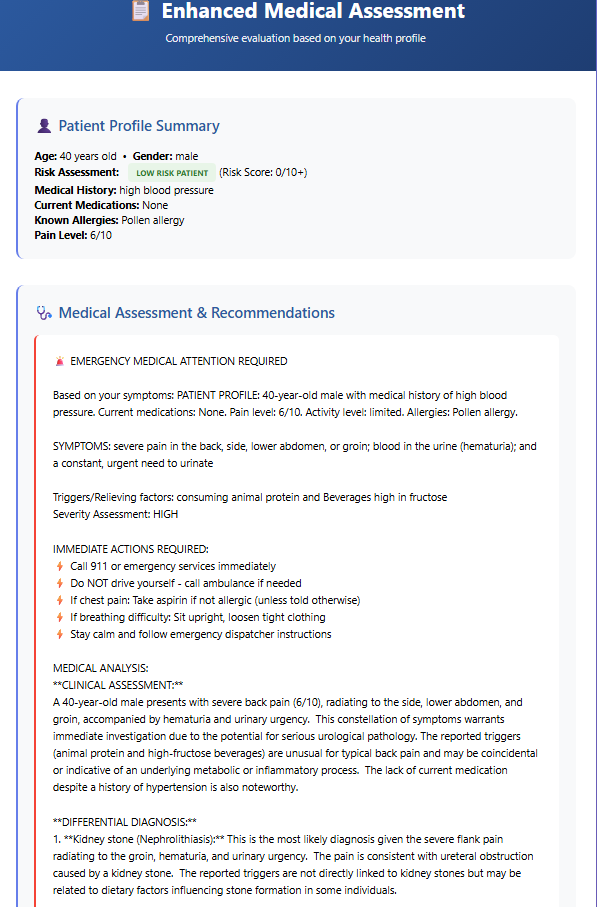 Enhanced Medical Assessment
Comprehensive evaluation based on your health profile
Patient Profile Summary
Age: 40 years old • Gender: male
Risk Assessment: LOW RISK PATIENT (Risk Score: 0/10+)
Medical History: high blood pressure
Current Medications: None
Known Allergies: Pollen allergy
Pain Level: 6/10
Medical Assessment & Recommendations
EMERGENCY MEDICAL ATTENTION REQUIRED
Based on your symptoms: PATIENT PROFILE: 40-year-old male with medical history of high blood
pressure. Current medications: None. Pain level: 6/10. Activity level: limited. Allergies: Pollen allergy.
SYMPTOMS: severe pain in the back, side, lower abdomen, or groin; blood in the urine (hematuria); and
a constant, urgent need to urinate
Triggers/Relieving factors: consuming animal protein and Beverages high in fructose
Severity Assessment: HIGH
IMMEDIATE ACTIONS REQUIRED:
Call 911 or emergency services immediately
Do NOT drive yourself - call ambulance if needed
If chest pain: Take aspirin if not allergic (unless told otherwise)
If breathing difficulty: Sit upright, loosen tight clothing
Stay calm and follow emergency dispatcher instructions
MEDICAL ANALYSIS:
**CLINICAL ASSESSMENT:**
A 40-year-old male presents with severe back pain (6/10), radiating to the side, lower abdomen, and
groin, accompanied by hematuria and urinary urgency. This constellation of symptoms warrants
immediate investigation due to the potential for serious urological pathology. The reported triggers
(animal protein and high-fructose beverages) are unusual for typical back pain and may be coincidental
or indicative of an underlying metabolic or inflammatory process. The lack of current medication
despite a history of hypertension is also noteworthy.
**DIFFERENTIAL DIAGNOSIS:**
1. **Kidney stone (Nephrolithiasis):** This is the most likely diagnosis given the severe flank pain
radiating to the groin, hematuria, and urinary urgency. The pain is consistent with ureteral obstruction
caused by a kidney stone. The reported triggers are not directly linked to kidney stones but may be
related to dietary factors influencing stone formation in some individuals.